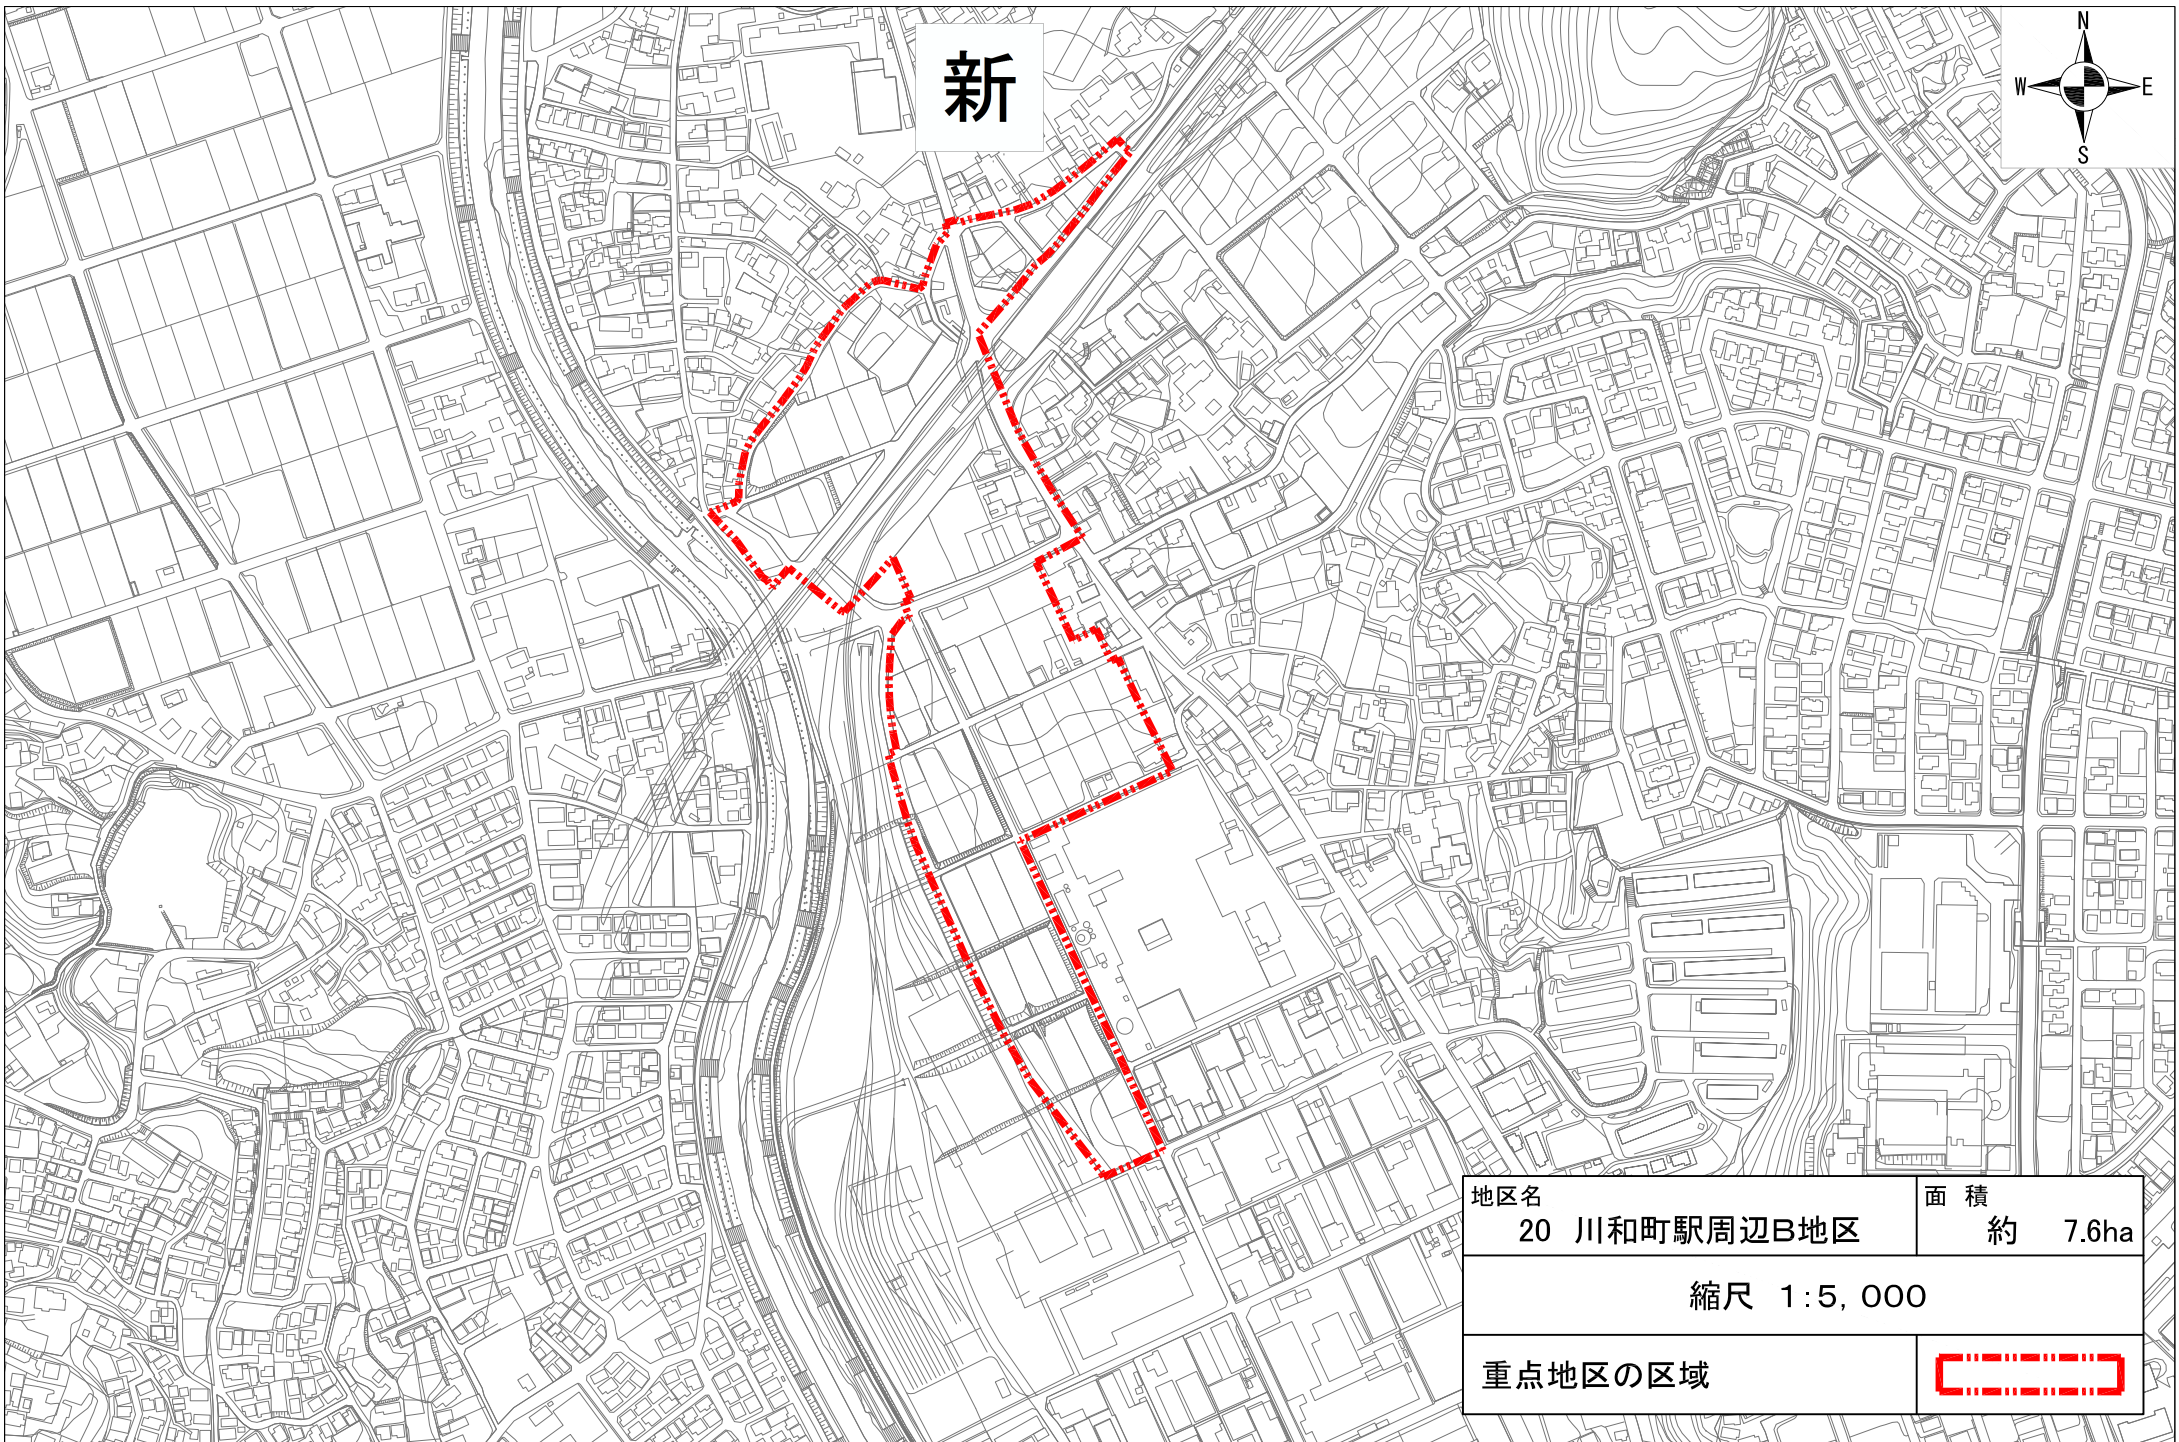 新
N
W E
S
地区名
20 川和町駅周辺B地区
面 積
約 7.6ha
縮尺 1:5,000
重点地区の区域